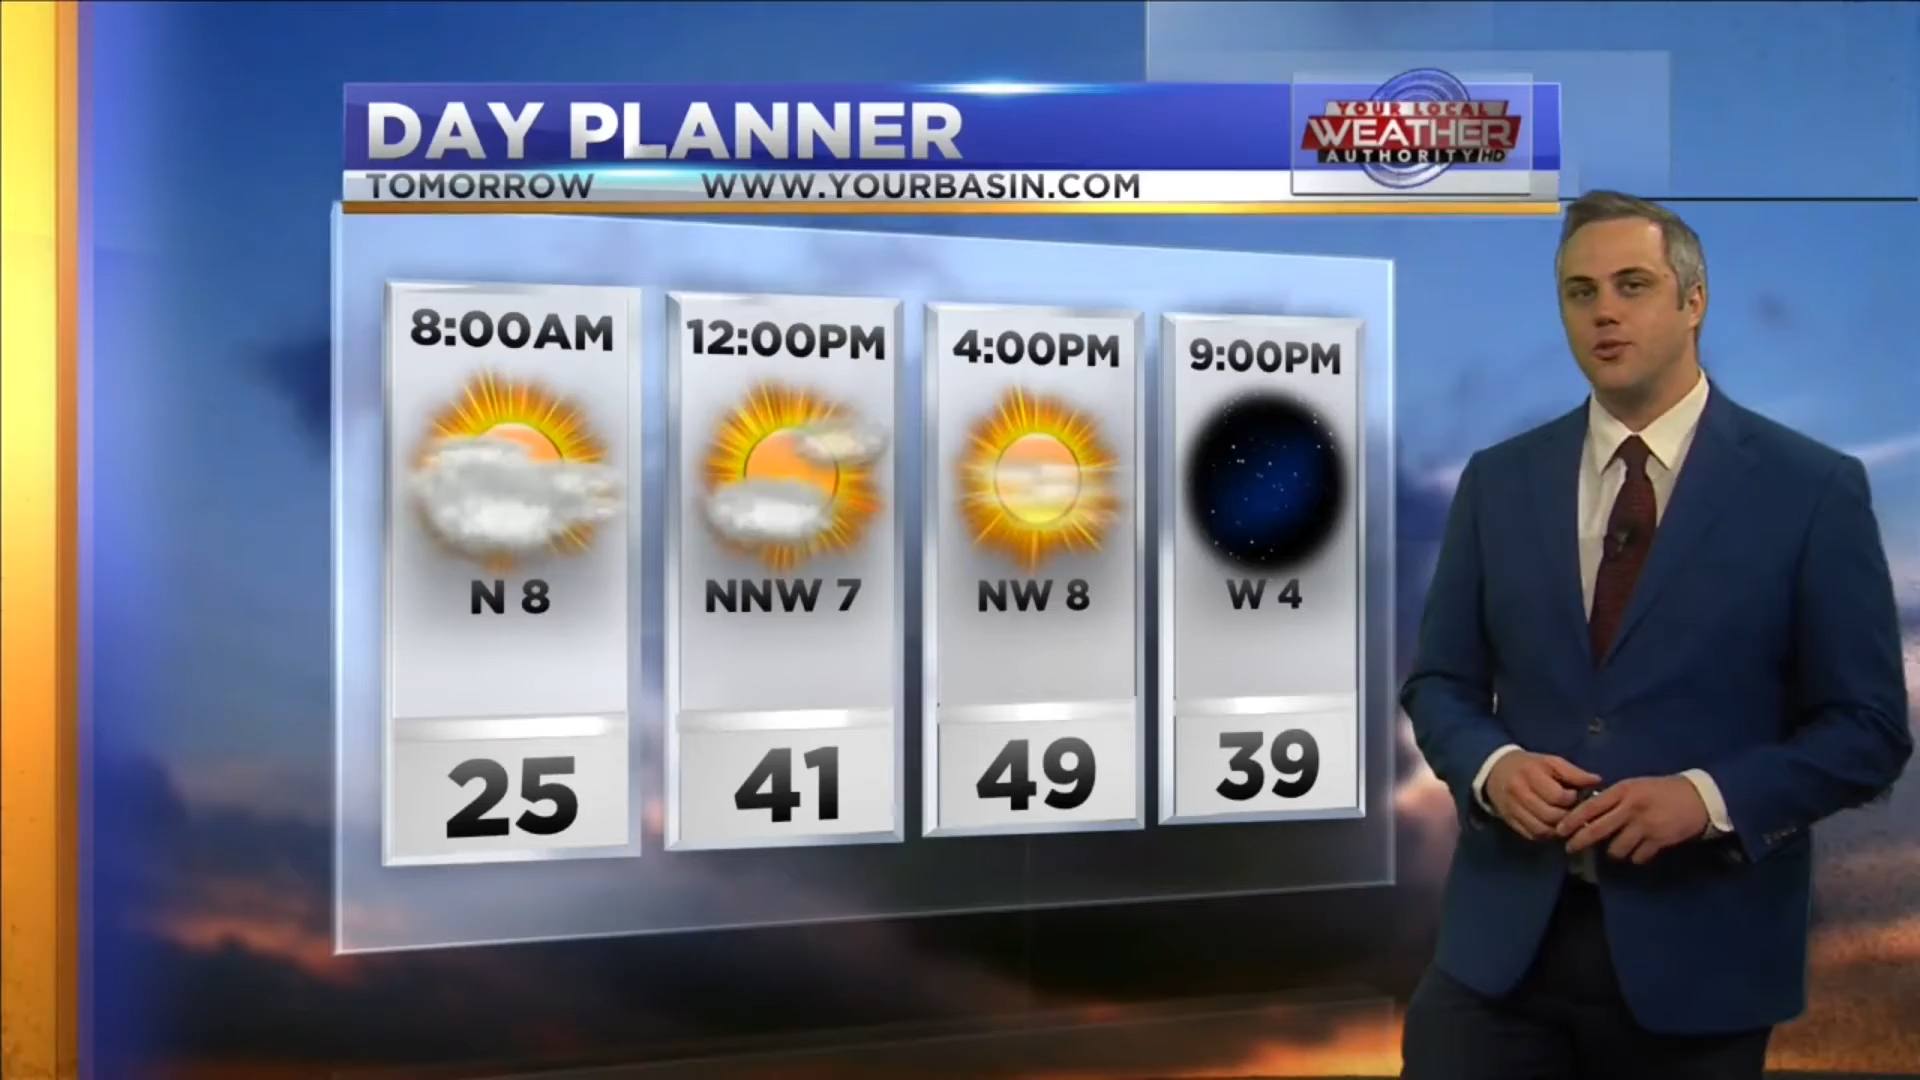 DAY PLANNER
TOMORROW WWW.YOURBASIN.COM
YOUR LOCAL
WEATHER
AUTHORITY HD
8:00AM
N 8
25
12:00PM
NNW 7
41
4:00PM
NW 8
49
9:00PM
W 4
39